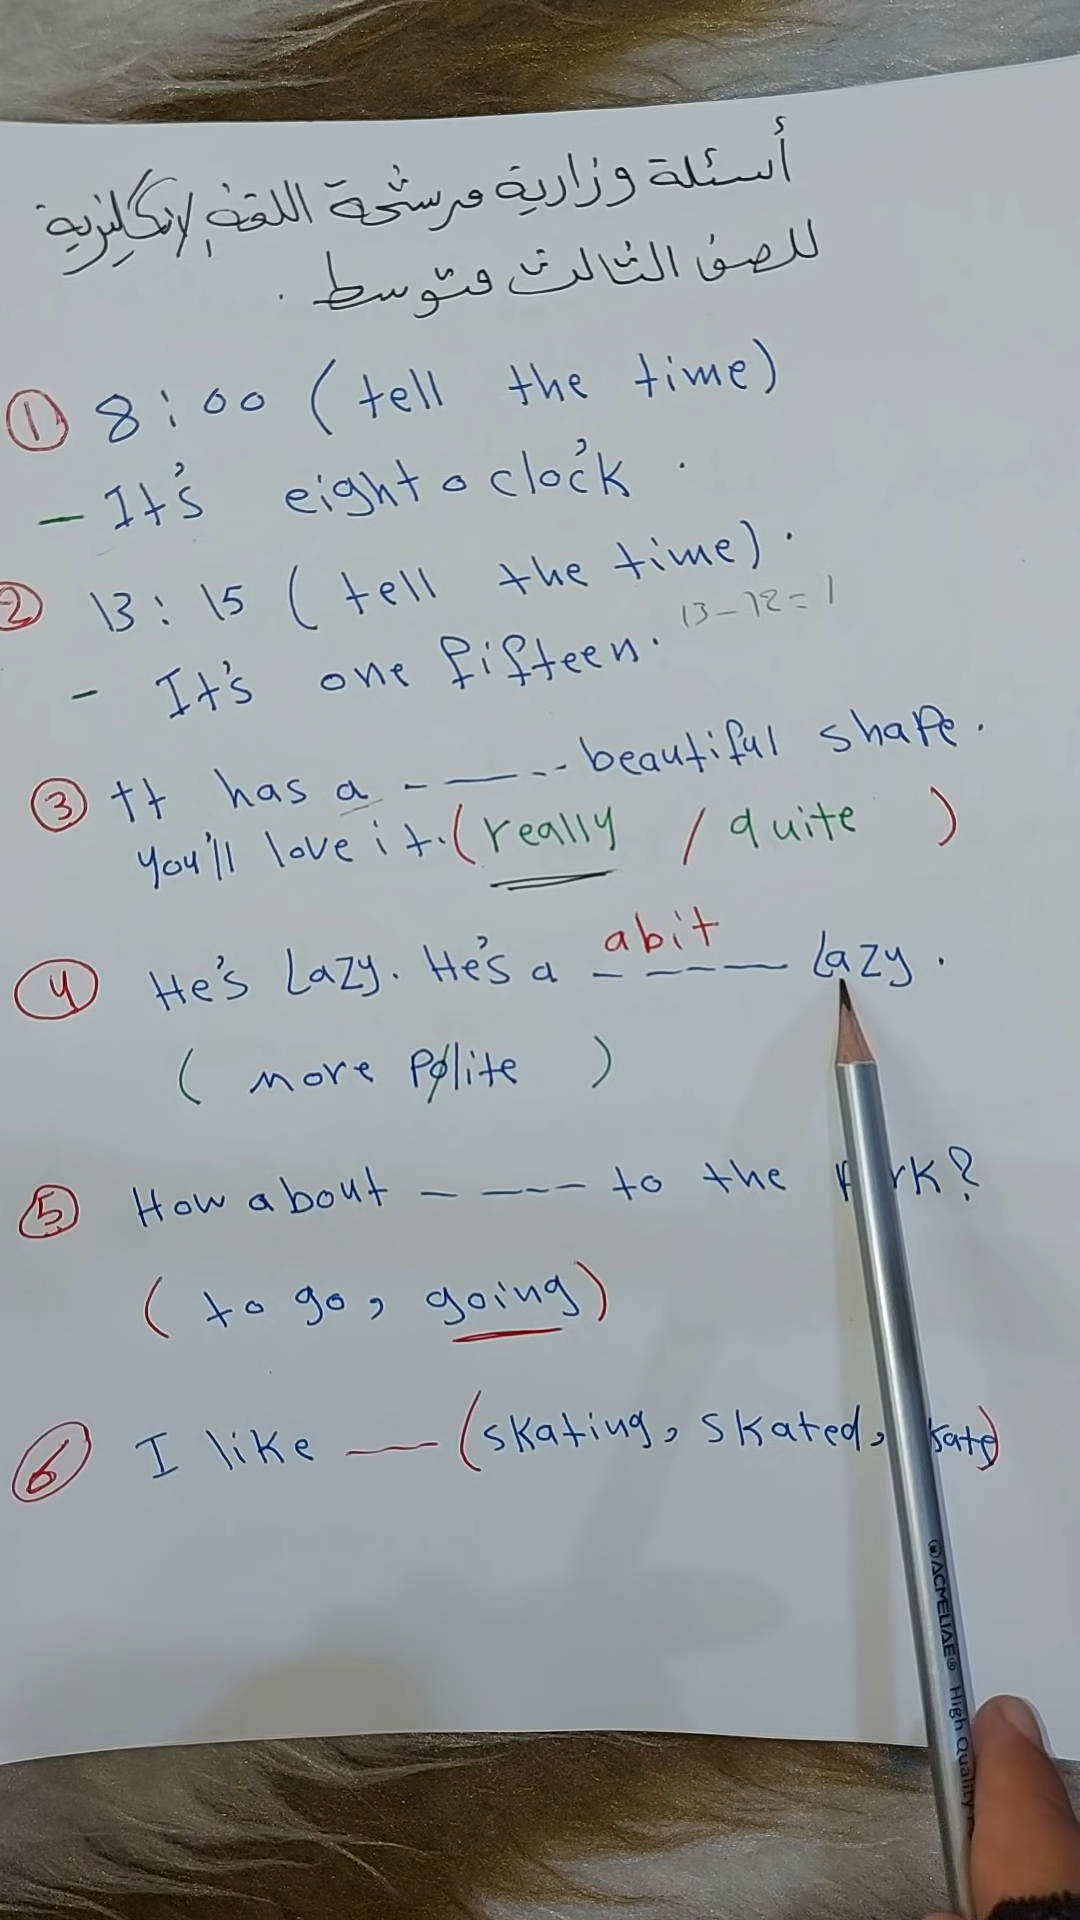 أسئلة وزارية مرشحة اللغة الإنكليزية
للصف الثالث متوسط .
① 8:00 (tell the time)
- It's eight o'clock .
② 13:15 (tell the time) .
13-12=1
- It's one fifteen.
③ It has a ------ beautiful shape.
you'll love it. (really / quite )
④ He's Lazy. He's a abit ---- Lazy.
( more Polite )
⑤ How about ---- to the Park?
( to go, going)
⑥ I like — (skating, skated, skate)
ACMELIAE® High Quality